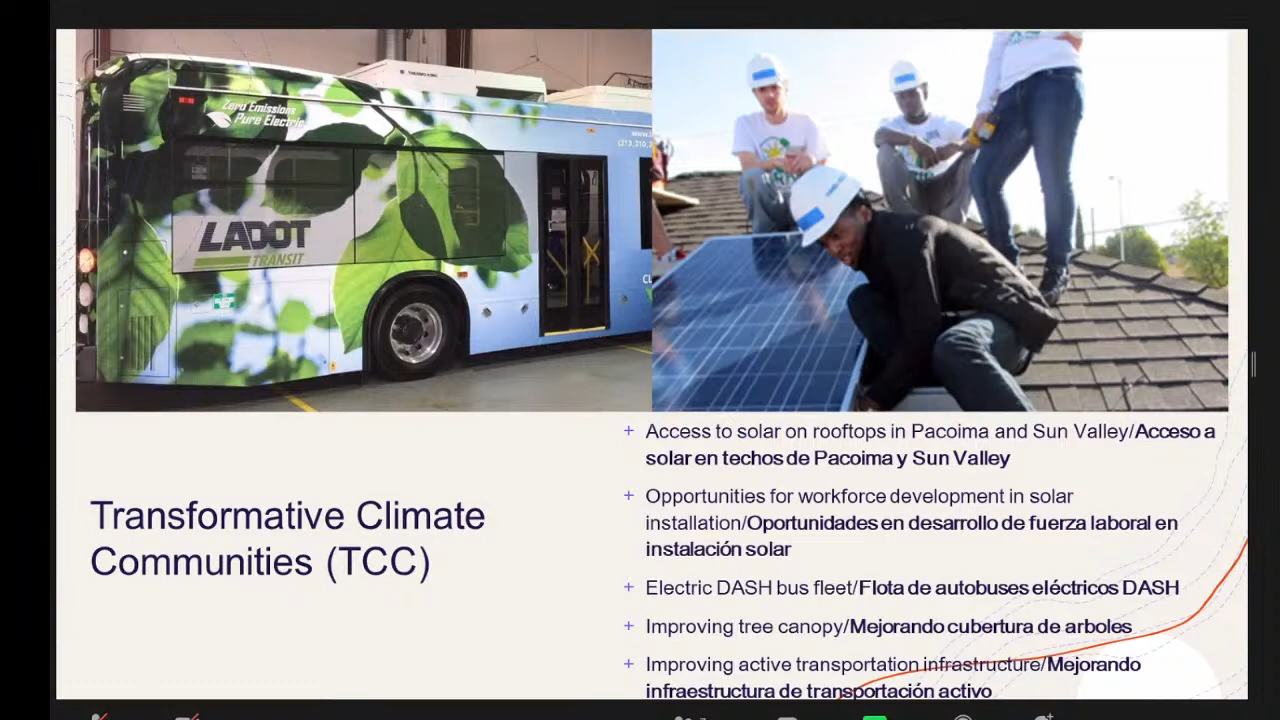 THERMO KING
Zero Emissions
Pure Electric
LADOT
TRANSIT
Transformative Climate
Communities (TCC)
+ Access to solar on rooftops in Pacoima and Sun Valley/Acceso a
solar en techos de Pacoima y Sun Valley
+ Opportunities for workforce development in solar
installation/Oportunidades en desarrollo de fuerza laboral en
instalación solar
+ Electric DASH bus fleet/Flota de autobuses eléctricos DASH
+ Improving tree canopy/Mejorando cubertura de arboles
+ Improving active transportation infrastructure/Mejorando
infraestructura de transportación activo